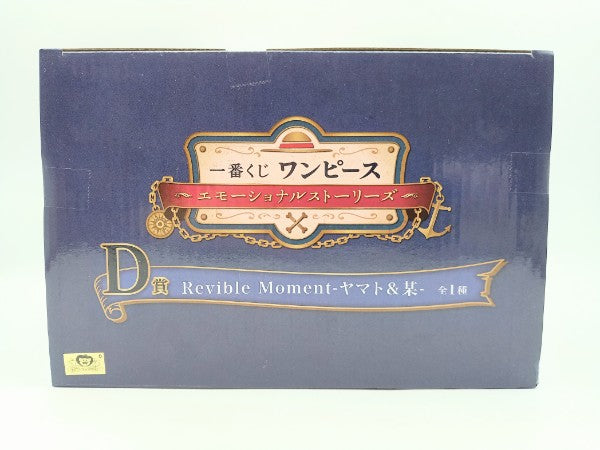 一番くじ ワンピース
～エモーショナルストーリーズ～
D賞 Revible Moment-ヤマト&某- 全1種